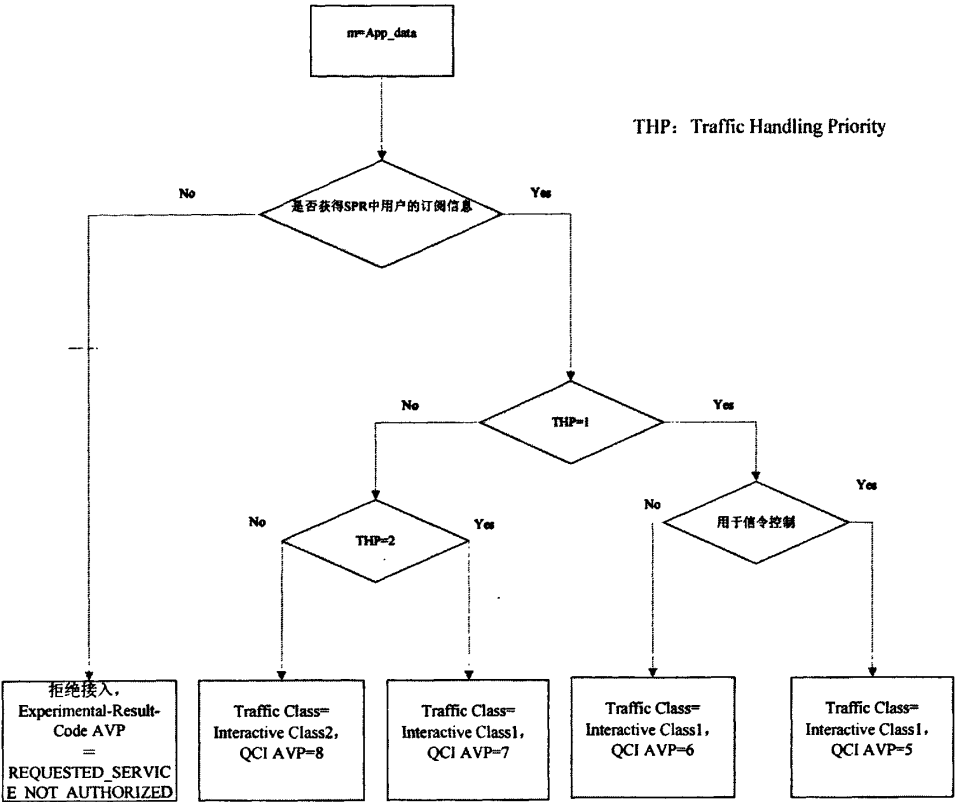 m=App_data
THP：Traffic Handling Priority
No
Yes
是否获得SPR中用户的订阅信息
No
Yes
THP=1
No
Yes
用于信令控制
No
Yes
THP=2
拒绝接入，
Experimental-Result-
Code AVP
=
REQUESTED_SERVIC
E_NOT_AUTHORIZED
Traffic Class=
Interactive Class2，
QCI AVP=8
Traffic Class=
Interactive Class1，
QCI AVP=7
Traffic Class=
Interactive Class1，
QCI AVP=6
Traffic Class=
Interactive Class1，
QCI AVP=5